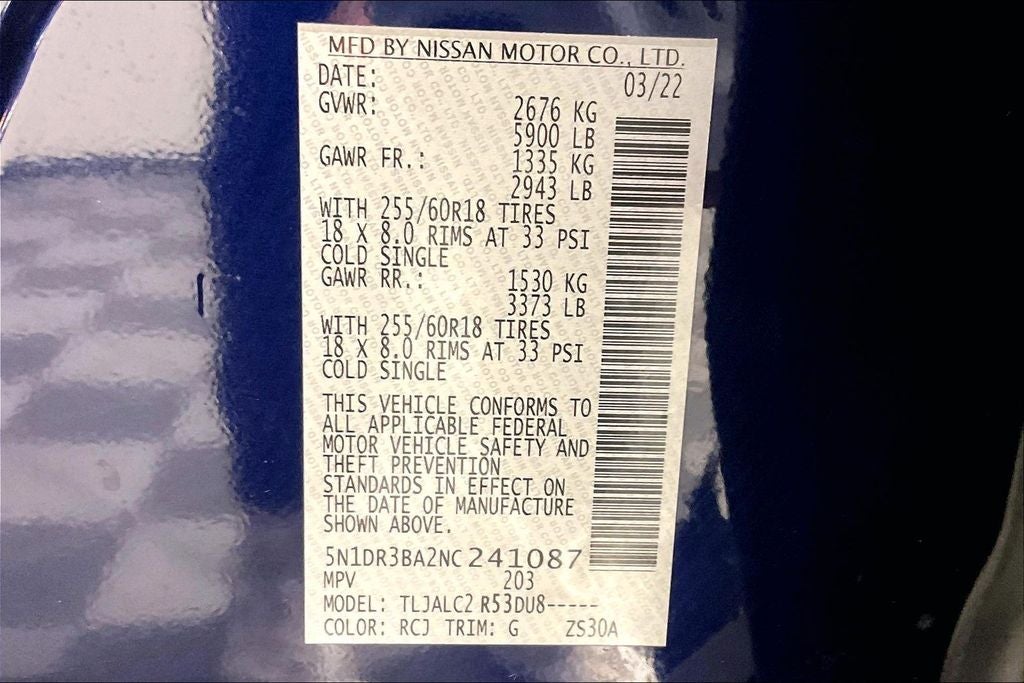 MFD BY NISSAN MOTOR CO., LTD.
DATE: 03/22
GVWR: 2676 KG
5900 LB
GAWR FR.: 1335 KG
2943 LB
WITH 255/60R18 TIRES
18 X 8.0 RIMS AT 33 PSI
COLD SINGLE
GAWR RR.: 1530 KG
3373 LB
WITH 255/60R18 TIRES
18 X 8.0 RIMS AT 33 PSI
COLD SINGLE
THIS VEHICLE CONFORMS TO
ALL APPLICABLE FEDERAL
MOTOR VEHICLE SAFETY AND
THEFT PREVENTION
STANDARDS IN EFFECT ON
THE DATE OF MANUFACTURE
SHOWN ABOVE.
5N1DR3BA2NC 241087
MPV 203
MODEL: TLJALC2 R53DU8-----
COLOR: RCJ TRIM: G ZS30A